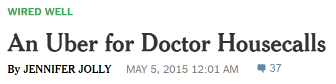 WIRED WELL
An Uber for Doctor Housecalls
By JENNIFER JOLLY MAY 5, 2015 12:01 AM 37